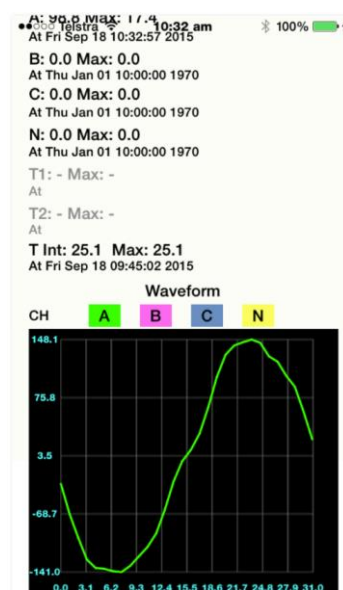 Telstra 10:32 am 100%
A: 98.8 Max: 17.4
At Fri Sep 18 10:32:57 2015
B: 0.0 Max: 0.0
At Thu Jan 01 10:00:00 1970
C: 0.0 Max: 0.0
At Thu Jan 01 10:00:00 1970
N: 0.0 Max: 0.0
At Thu Jan 01 10:00:00 1970
T1: - Max: -
At
T2: - Max: -
At
T Int: 25.1 Max: 25.1
At Fri Sep 18 09:45:02 2015
Waveform
CH A B C N
148.1
75.8
3.5
-68.7
-141.0
0.0 3.1 6.2 9.3 12.4 15.5 18.6 21.7 24.8 27.9 31.0